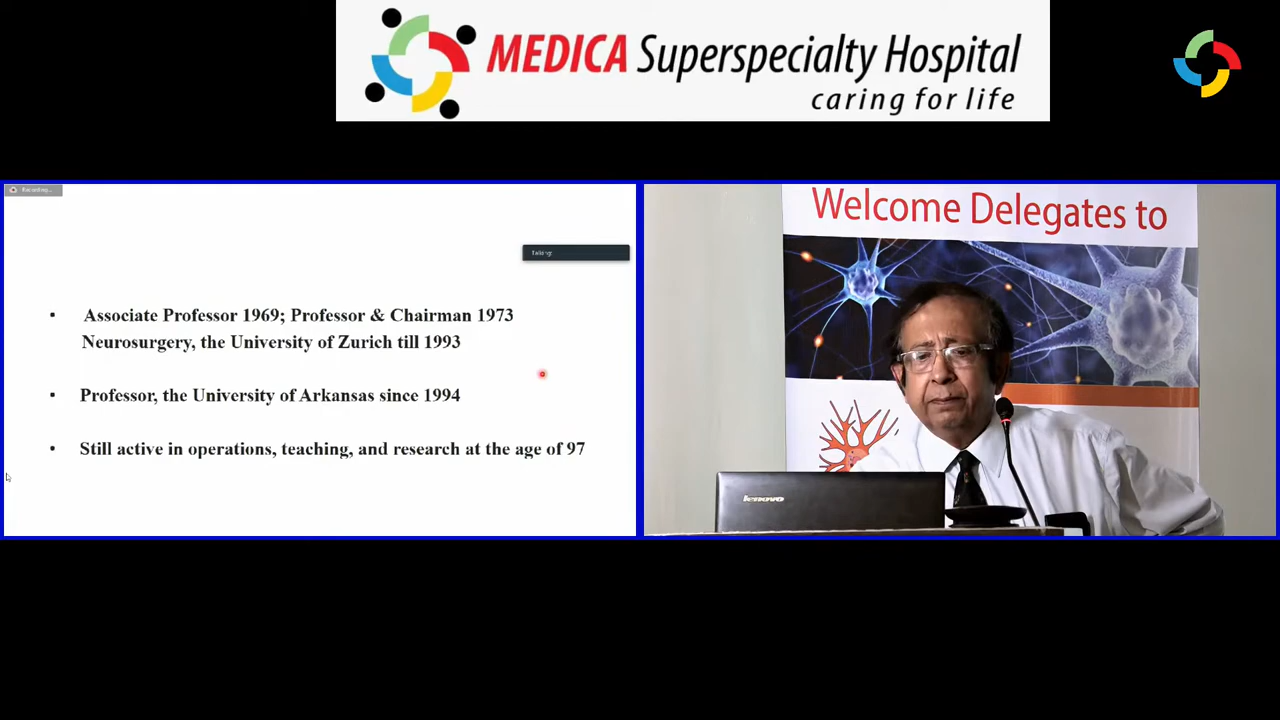 MEDICA Superspecialty Hospital
caring for life
Recording...
Talking:
• Associate Professor 1969; Professor & Chairman 1973
Neurosurgery, the University of Zurich till 1993
• Professor, the University of Arkansas since 1994
• Still active in operations, teaching, and research at the age of 97
Welcome Delegates to
lenovo